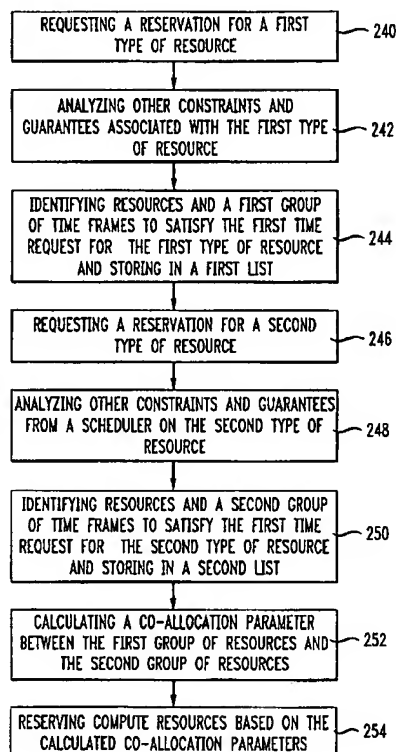 REQUESTING A RESERVATION FOR A FIRST
TYPE OF RESOURCE
240
ANALYZING OTHER CONSTRAINTS AND
GUARANTEES ASSOCIATED WITH THE FIRST TYPE
OF RESOURCE
242
IDENTIFYING RESOURCES AND A FIRST GROUP
OF TIME FRAMES TO SATISFY THE FIRST TIME
REQUEST FOR THE FIRST TYPE OF RESOURCE
AND STORING IN A FIRST LIST
244
REQUESTING A RESERVATION FOR A SECOND
TYPE OF RESOURCE
246
ANALYZING OTHER CONSTRAINTS AND GUARANTEES
FROM A SCHEDULER ON THE SECOND TYPE OF
RESOURCE
248
IDENTIFYING RESOURCES AND A SECOND GROUP
OF TIME FRAMES TO SATISFY THE FIRST TIME
REQUEST FOR THE SECOND TYPE OF RESOURCE
AND STORING IN A SECOND LIST
250
CALCULATING A CO-ALLOCATION PARAMETER
BETWEEN THE FIRST GROUP OF RESOURCES AND
THE SECOND GROUP OF RESOURCES
252
RESERVING COMPUTE RESOURCES BASED ON THE
CALCULATED CO-ALLOCATION PARAMETERS
254